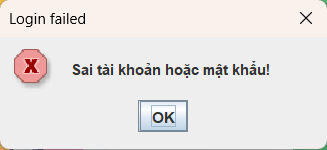 Login failed
Sai tài khoản hoặc mật khẩu!
OK